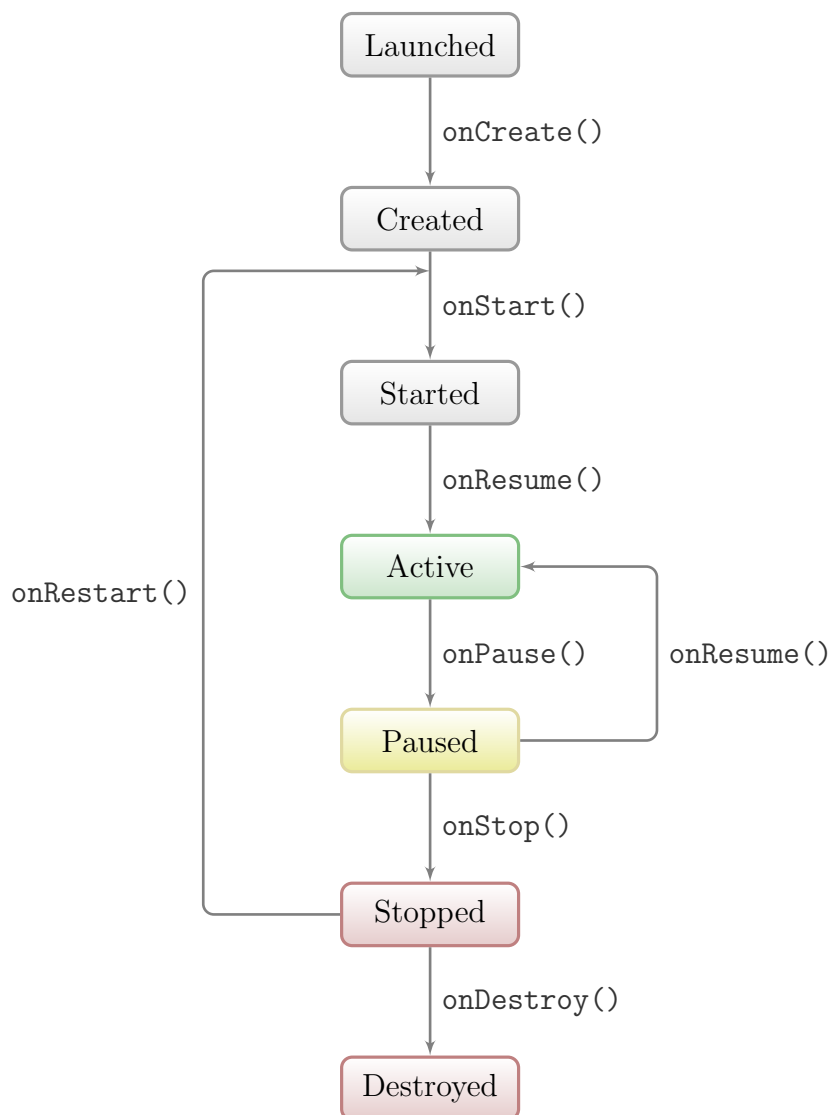 Launched
onCreate()
Created
onStart()
Started
onResume()
Active
onRestart()
onPause()
onResume()
Paused
onStop()
Stopped
onDestroy()
Destroyed